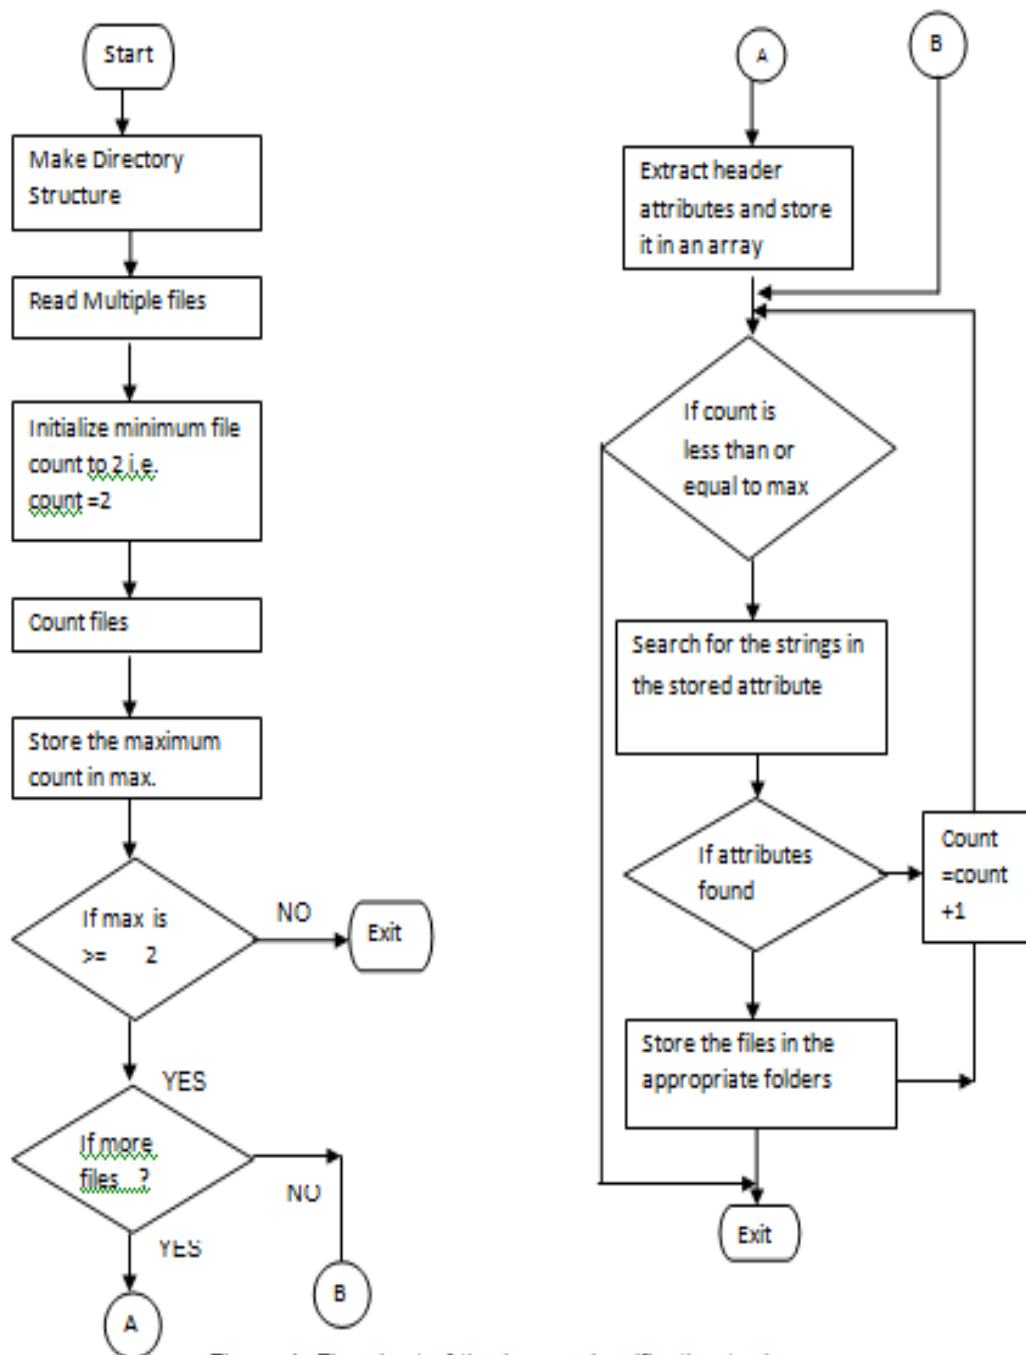 Start
Make Directory
Structure
Read Multiple files
Initialize minimum file
count to 2 i.e.
count =2
Count files
Store the maximum
count in max.
If max is
>= 2
NO
Exit
YES
If more
files...?
NO
YES
A
B
A
B
Extract header
attributes and store
it in an array
If count is
less than or
equal to max
Search for the strings in
the stored attribute
If attributes
found
Count
=count
+1
Store the files in the
appropriate folders
Exit